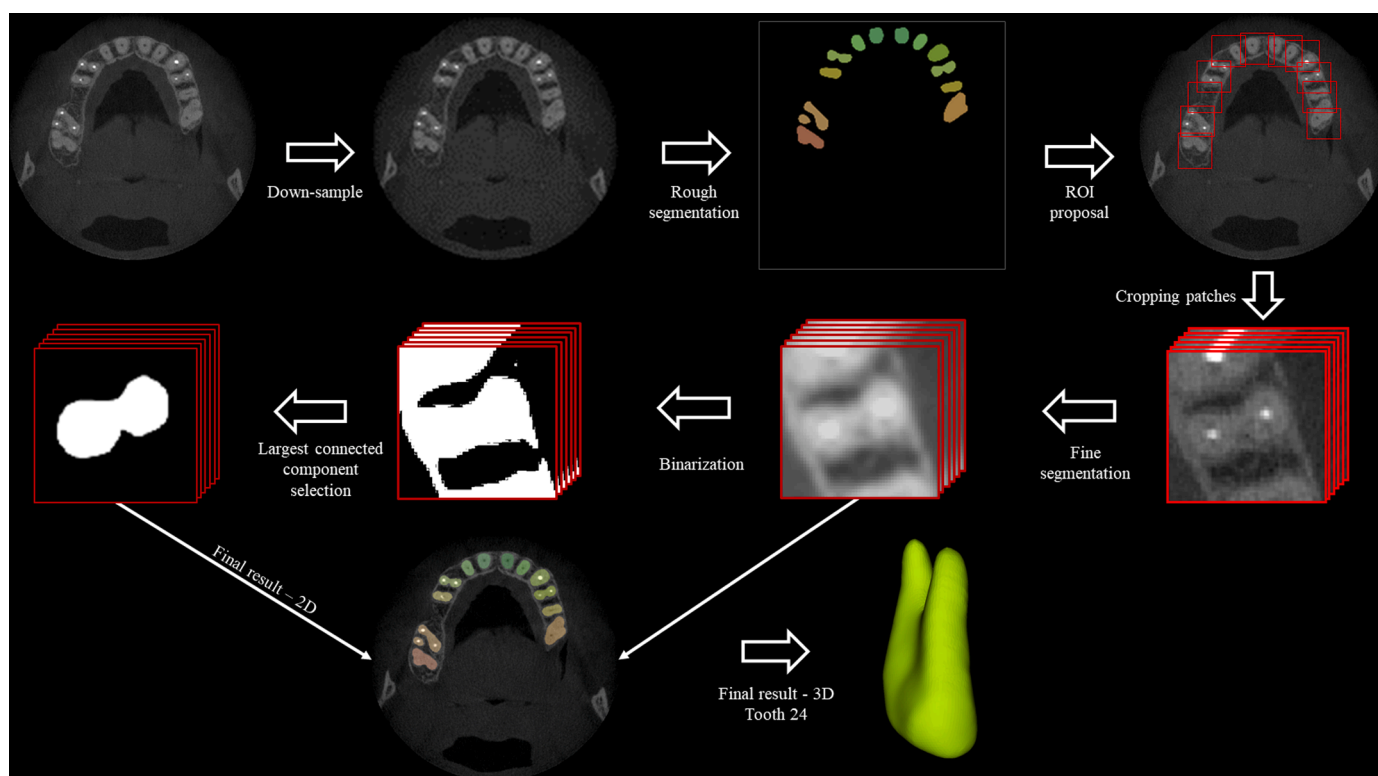 Down-sample
Rough
segmentation
ROI
proposal
Cropping patches
Fine
segmentation
Binarization
Largest connected
component
selection
Final result – 2D
Final result - 3D
Tooth 24